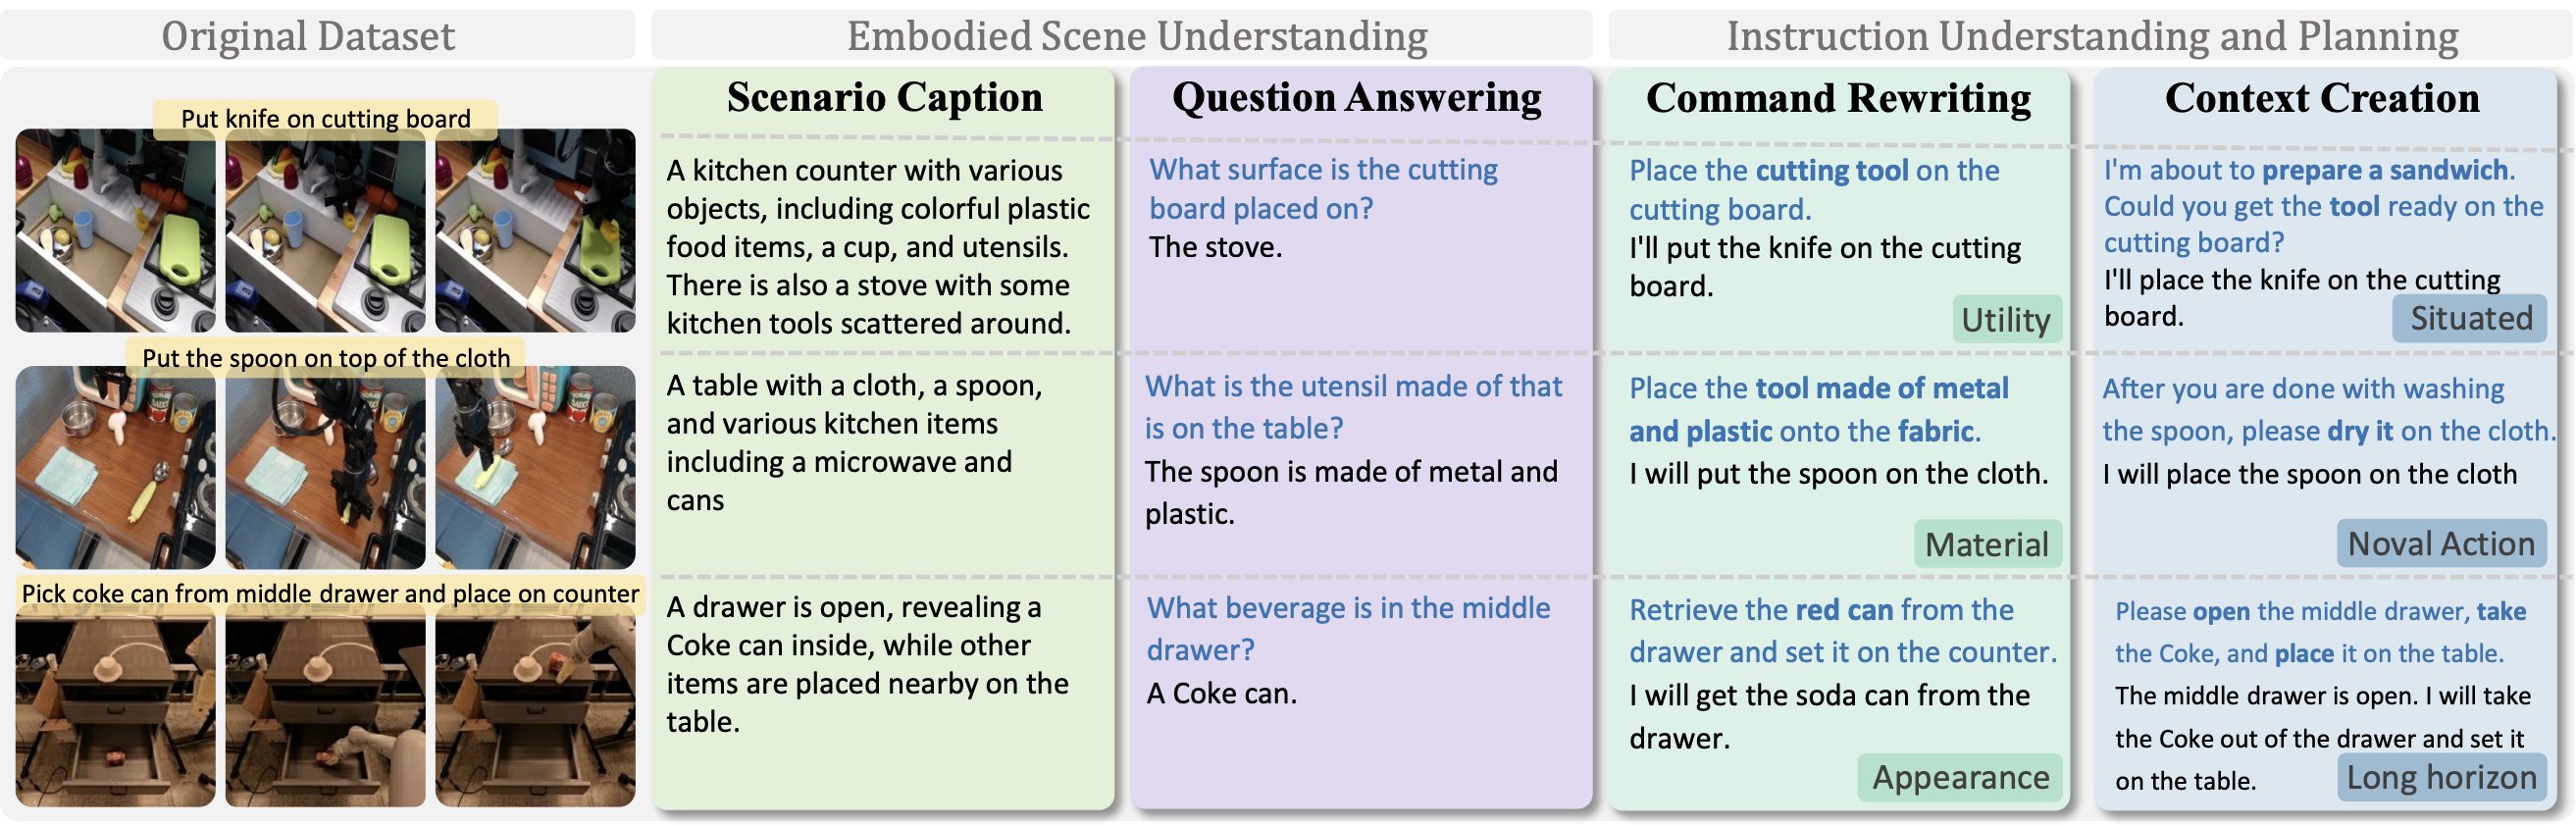 Original Dataset
Embodied Scene Understanding
Instruction Understanding and Planning
Scenario Caption
Question Answering
Command Rewriting
Context Creation
Put knife on cutting board
A kitchen counter with various
objects, including colorful plastic
food items, a cup, and utensils.
There is also a stove with some
kitchen tools scattered around.
What surface is the cutting
board placed on?
The stove.
Place the cutting tool on the
cutting board.
I'll put the knife on the cutting
board.
Utility
I'm about to prepare a sandwich.
Could you get the tool ready on the
cutting board?
I'll place the knife on the cutting
board.
Situated
Put the spoon on top of the cloth
A table with a cloth, a spoon,
and various kitchen items
including a microwave and
cans
What is the utensil made of that
is on the table?
The spoon is made of metal and
plastic.
Place the tool made of metal
and plastic onto the fabric.
I will put the spoon on the cloth.
Material
After you are done with washing
the spoon, please dry it on the cloth.
I will place the spoon on the cloth
Noval Action
Pick coke can from middle drawer and place on counter
A drawer is open, revealing a
Coke can inside, while other
items are placed nearby on the
table.
What beverage is in the middle
drawer?
A Coke can.
Retrieve the red can from the
drawer and set it on the counter.
I will get the soda can from the
drawer.
Appearance
Please open the middle drawer, take
the Coke, and place it on the table.
The middle drawer is open. I will take
the Coke out of the drawer and set it
on the table.
Long horizon